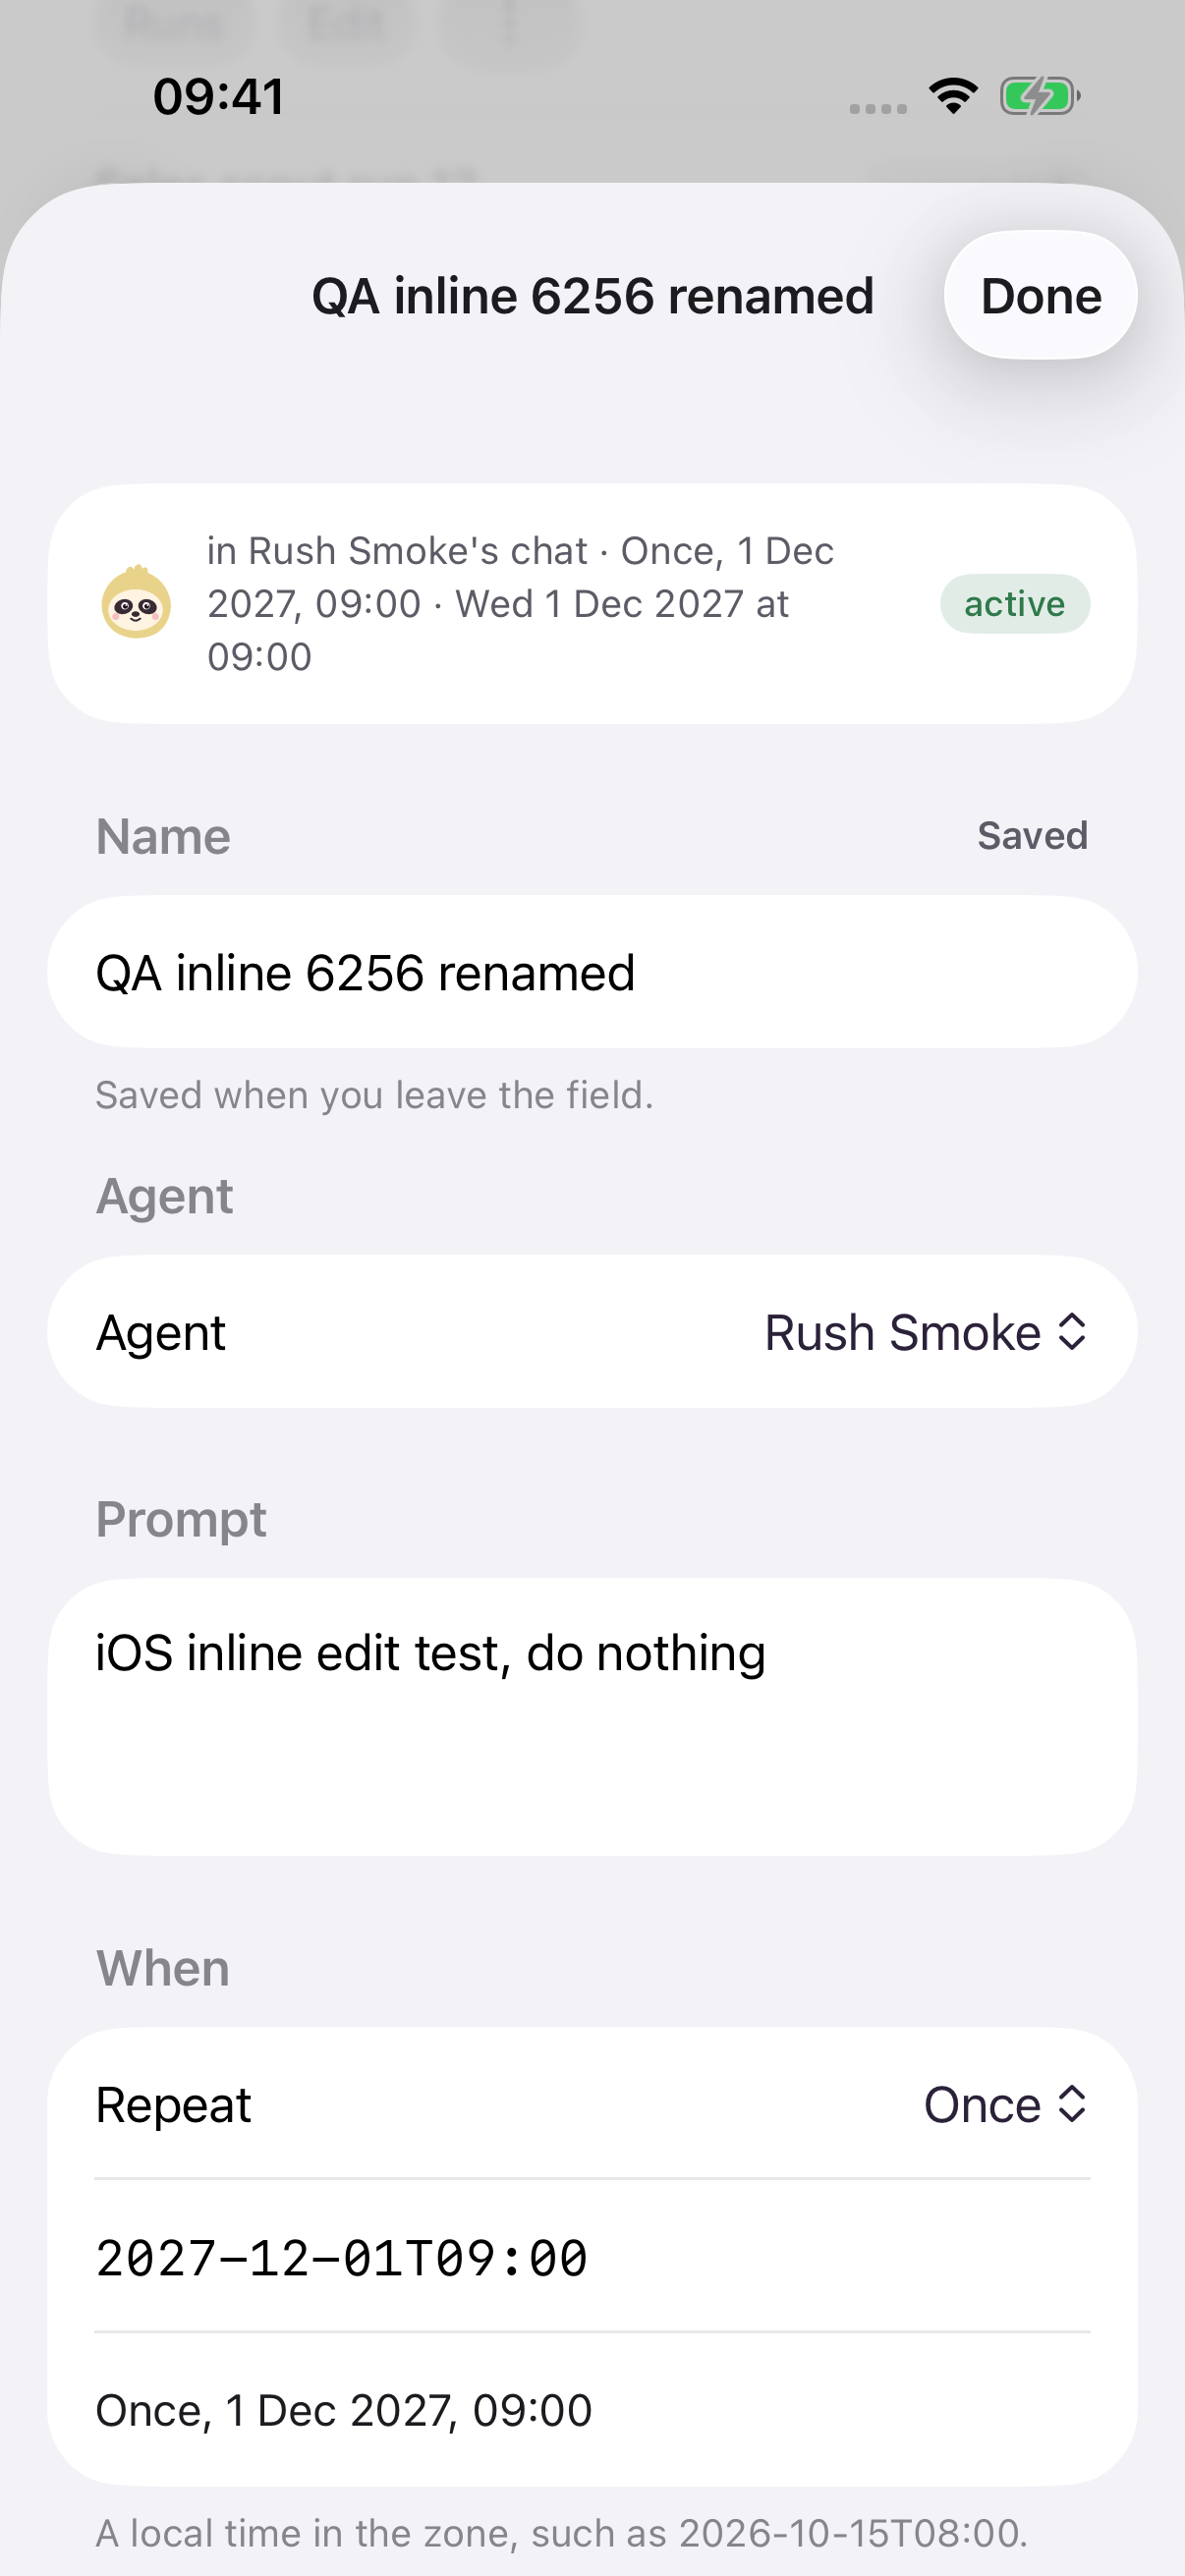 Runs Edit
09:41
QA inline 6256 renamed
Done
in Rush Smoke's chat · Once, 1 Dec
2027, 09:00 · Wed 1 Dec 2027 at
09:00
active
Name
Saved
QA inline 6256 renamed
Saved when you leave the field.
Agent
Agent
Rush Smoke
Prompt
iOS inline edit test, do nothing
When
Repeat
Once
2027-12-01T09:00
Once, 1 Dec 2027, 09:00
A local time in the zone, such as 2026-10-15T08:00.